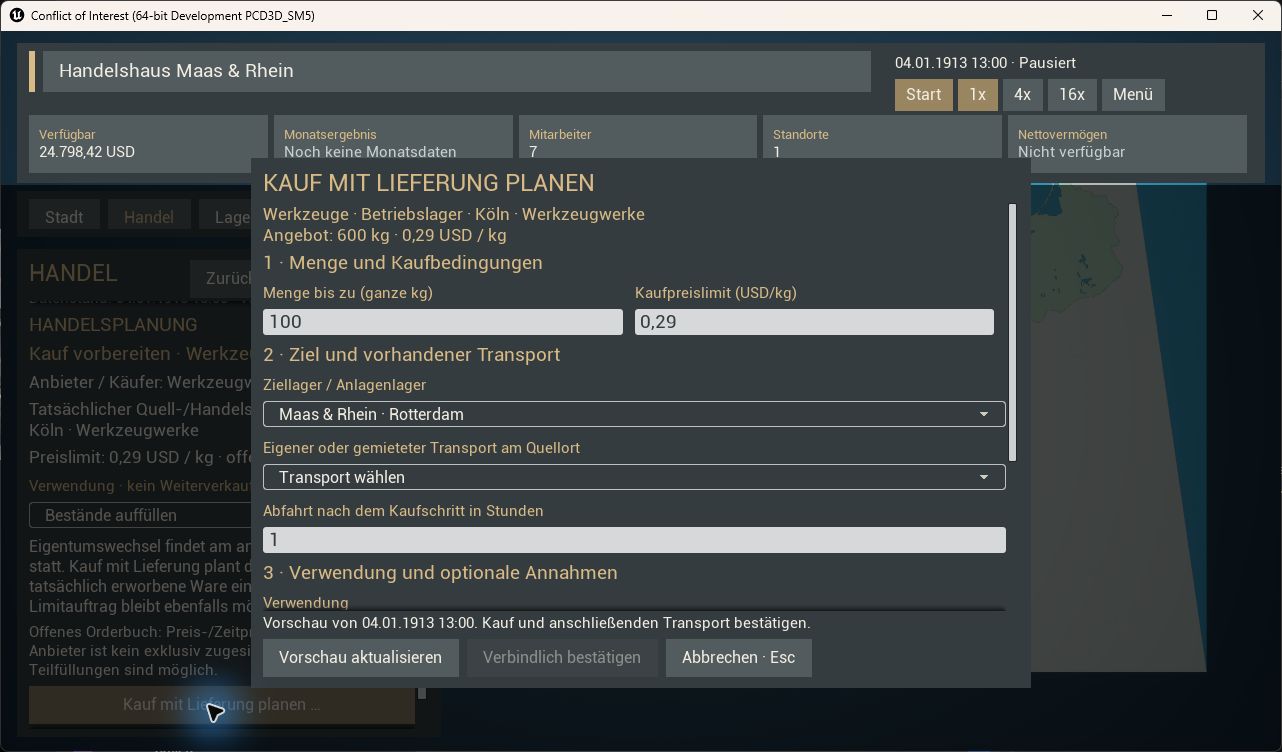 Conflict of Interest (64-bit Development PCD3D_SM5)
Handelshaus Maas & Rhein
04.01.1913 13:00 · Pausiert
Start 1x 4x 16x Menü
Verfügbar
24.798,42 USD
Monatsergebnis
Noch keine Monatsdaten
Mitarbeiter
7
Standorte
1
Nettovermögen
Nicht verfügbar
Stadt Handel Lage
HANDEL
Zurüc
HANDELSPLANUNG
Kauf vorbereiten · Werkze
Anbieter / Käufer: Werkzeugw
Tatsächlicher Quell-/Handels
Köln · Werkzeugwerke
Preislimit: 0,29 USD / kg · offe
Verwendung · kein Weiterverkau
Bestände auffüllen
Eigentumswechsel findet am an
statt. Kauf mit Lieferung plant d
tatsächlich erworbene Ware ein
Limitauftrag bleibt ebenfalls mö
Offenes Orderbuch: Preis-/Zeitpr
Anbieter ist kein exklusiv zugesi
Teilfüllungen sind möglich.
Kauf mit Lieferung planen ...
KAUF MIT LIEFERUNG PLANEN
Werkzeuge · Betriebslager · Köln · Werkzeugwerke
Angebot: 600 kg · 0,29 USD / kg
1 · Menge und Kaufbedingungen
Menge bis zu (ganze kg) Kaufpreislimit (USD/kg)
100 0,29
2 · Ziel und vorhandener Transport
Ziellager / Anlagenlager
Maas & Rhein · Rotterdam
Eigener oder gemieteter Transport am Quellort
Transport wählen
Abfahrt nach dem Kaufschritt in Stunden
1
3 · Verwendung und optionale Annahmen
Verwendung
Vorschau von 04.01.1913 13:00. Kauf und anschließenden Transport bestätigen.
Vorschau aktualisieren Verbindlich bestätigen Abbrechen · Esc